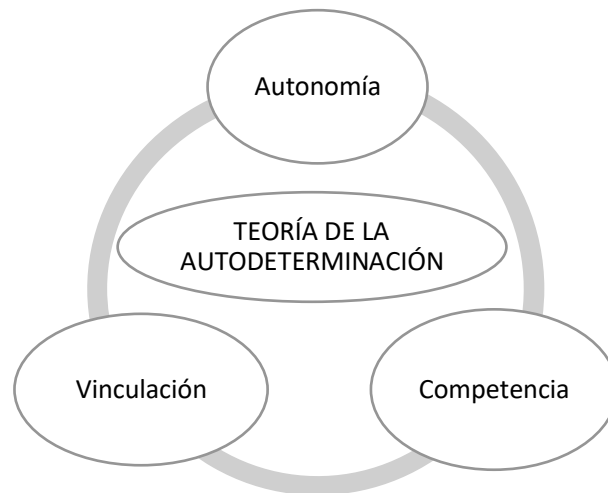 Autonomía
TEORÍA DE LA
AUTODETERMINACIÓN
Vinculación
Competencia